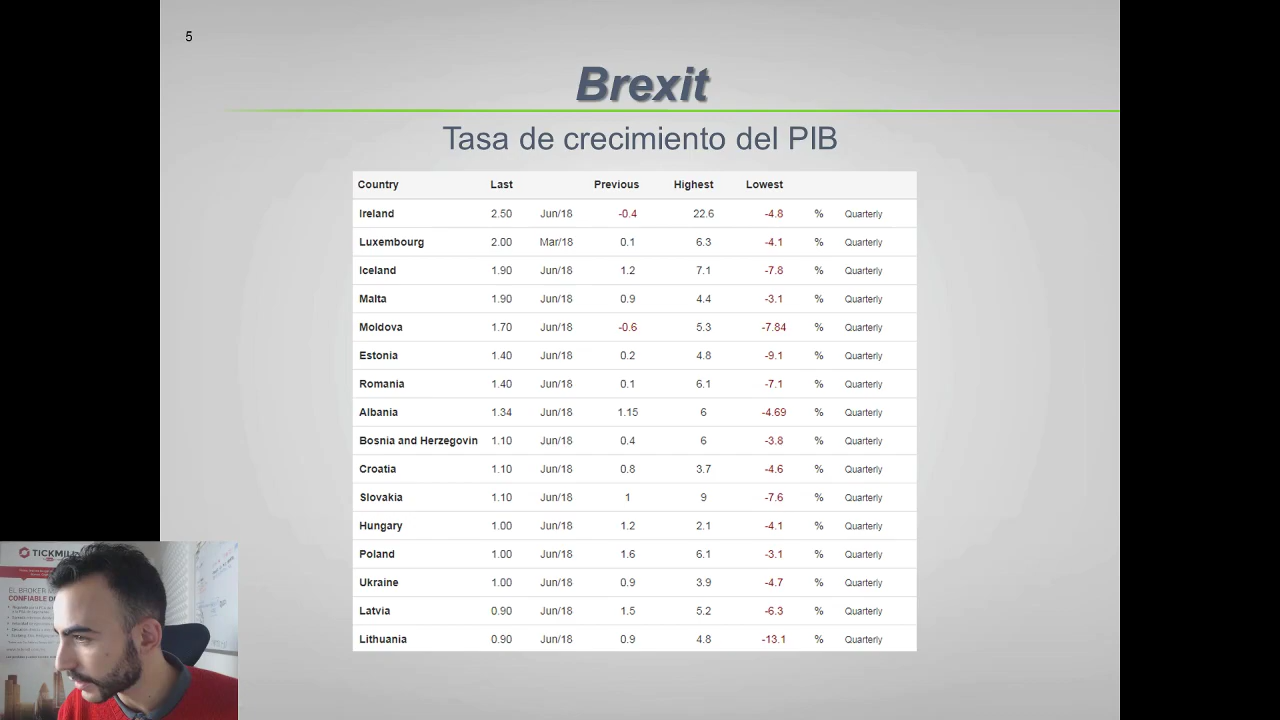 5
Brexit
Tasa de crecimiento del PIB
Country Last Previous Highest Lowest
Ireland 2.50 Jun/18 -0.4 22.6 -4.8 % Quarterly
Luxembourg 2.00 Mar/18 0.1 6.3 -4.1 % Quarterly
Iceland 1.90 Jun/18 1.2 7.1 -7.8 % Quarterly
Malta 1.90 Jun/18 0.9 4.4 -3.1 % Quarterly
Moldova 1.70 Jun/18 -0.6 5.3 -7.84 % Quarterly
Estonia 1.40 Jun/18 0.2 4.8 -9.1 % Quarterly
Romania 1.40 Jun/18 0.1 6.1 -7.1 % Quarterly
Albania 1.34 Jun/18 1.15 6 -4.69 % Quarterly
Bosnia and Herzegovin 1.10 Jun/18 0.4 6 -3.8 % Quarterly
Croatia 1.10 Jun/18 0.8 3.7 -4.6 % Quarterly
Slovakia 1.10 Jun/18 1 9 -7.6 % Quarterly
Hungary 1.00 Jun/18 1.2 2.1 -4.1 % Quarterly
Poland 1.00 Jun/18 1.6 6.1 -3.1 % Quarterly
Ukraine 1.00 Jun/18 0.9 3.9 -4.7 % Quarterly
Latvia 0.90 Jun/18 1.5 5.2 -6.3 % Quarterly
Lithuania 0.90 Jun/18 0.9 4.8 -13.1 % Quarterly
TICKMILL
EL BROKER
CONFIABLE